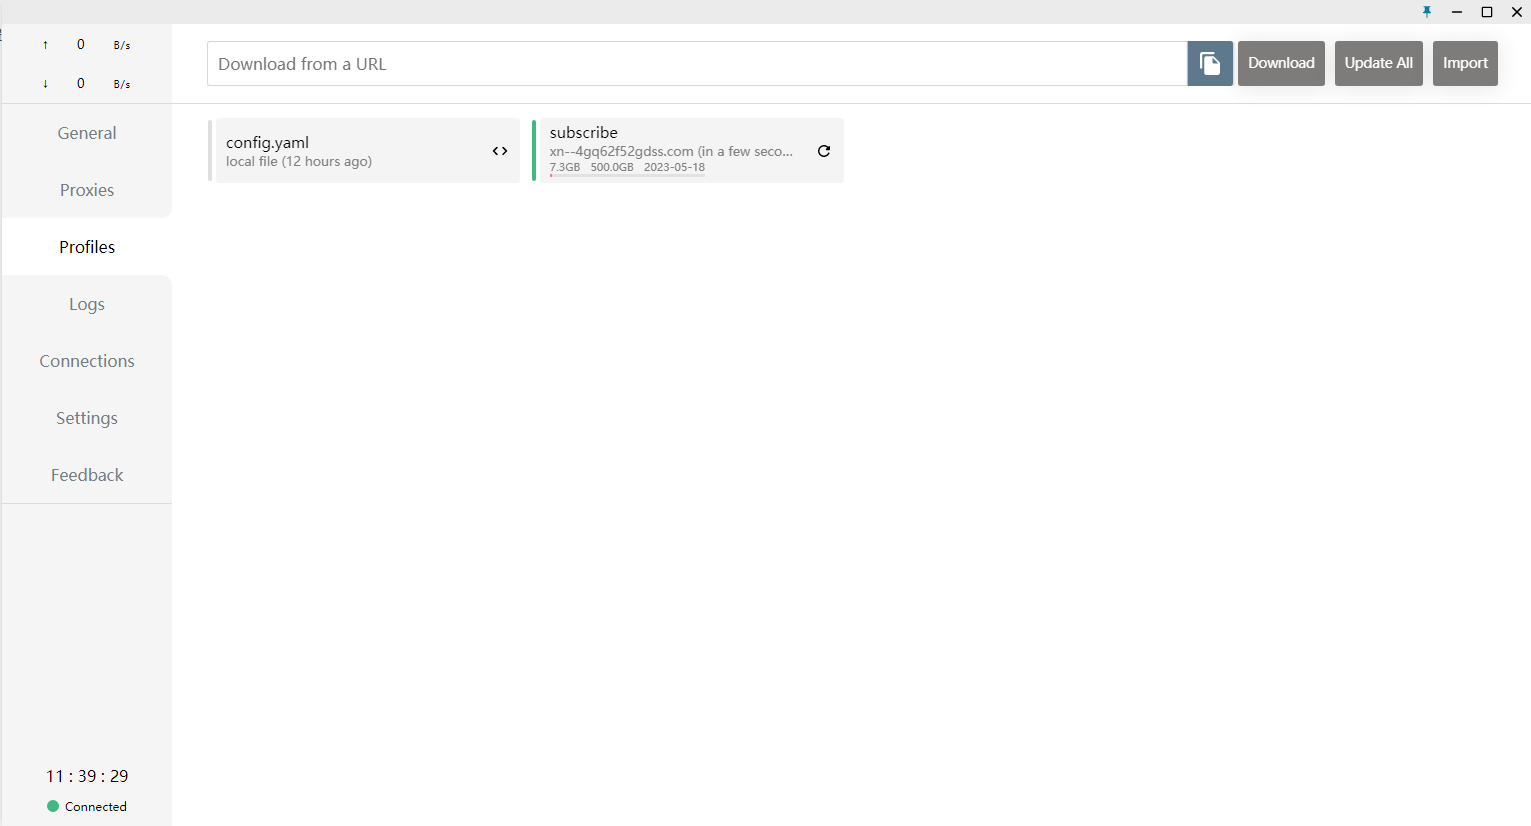 ↑ 0 B/s
↓ 0 B/s
General
Proxies
Profiles
Logs
Connections
Settings
Feedback
11 : 39 : 29
Connected
Download from a URL
Download
Update All
Import
config.yaml
local file (12 hours ago)
subscribe
xn--4gq62f52gdss.com (in a few seco...
7.3GB 500.0GB 2023-05-18